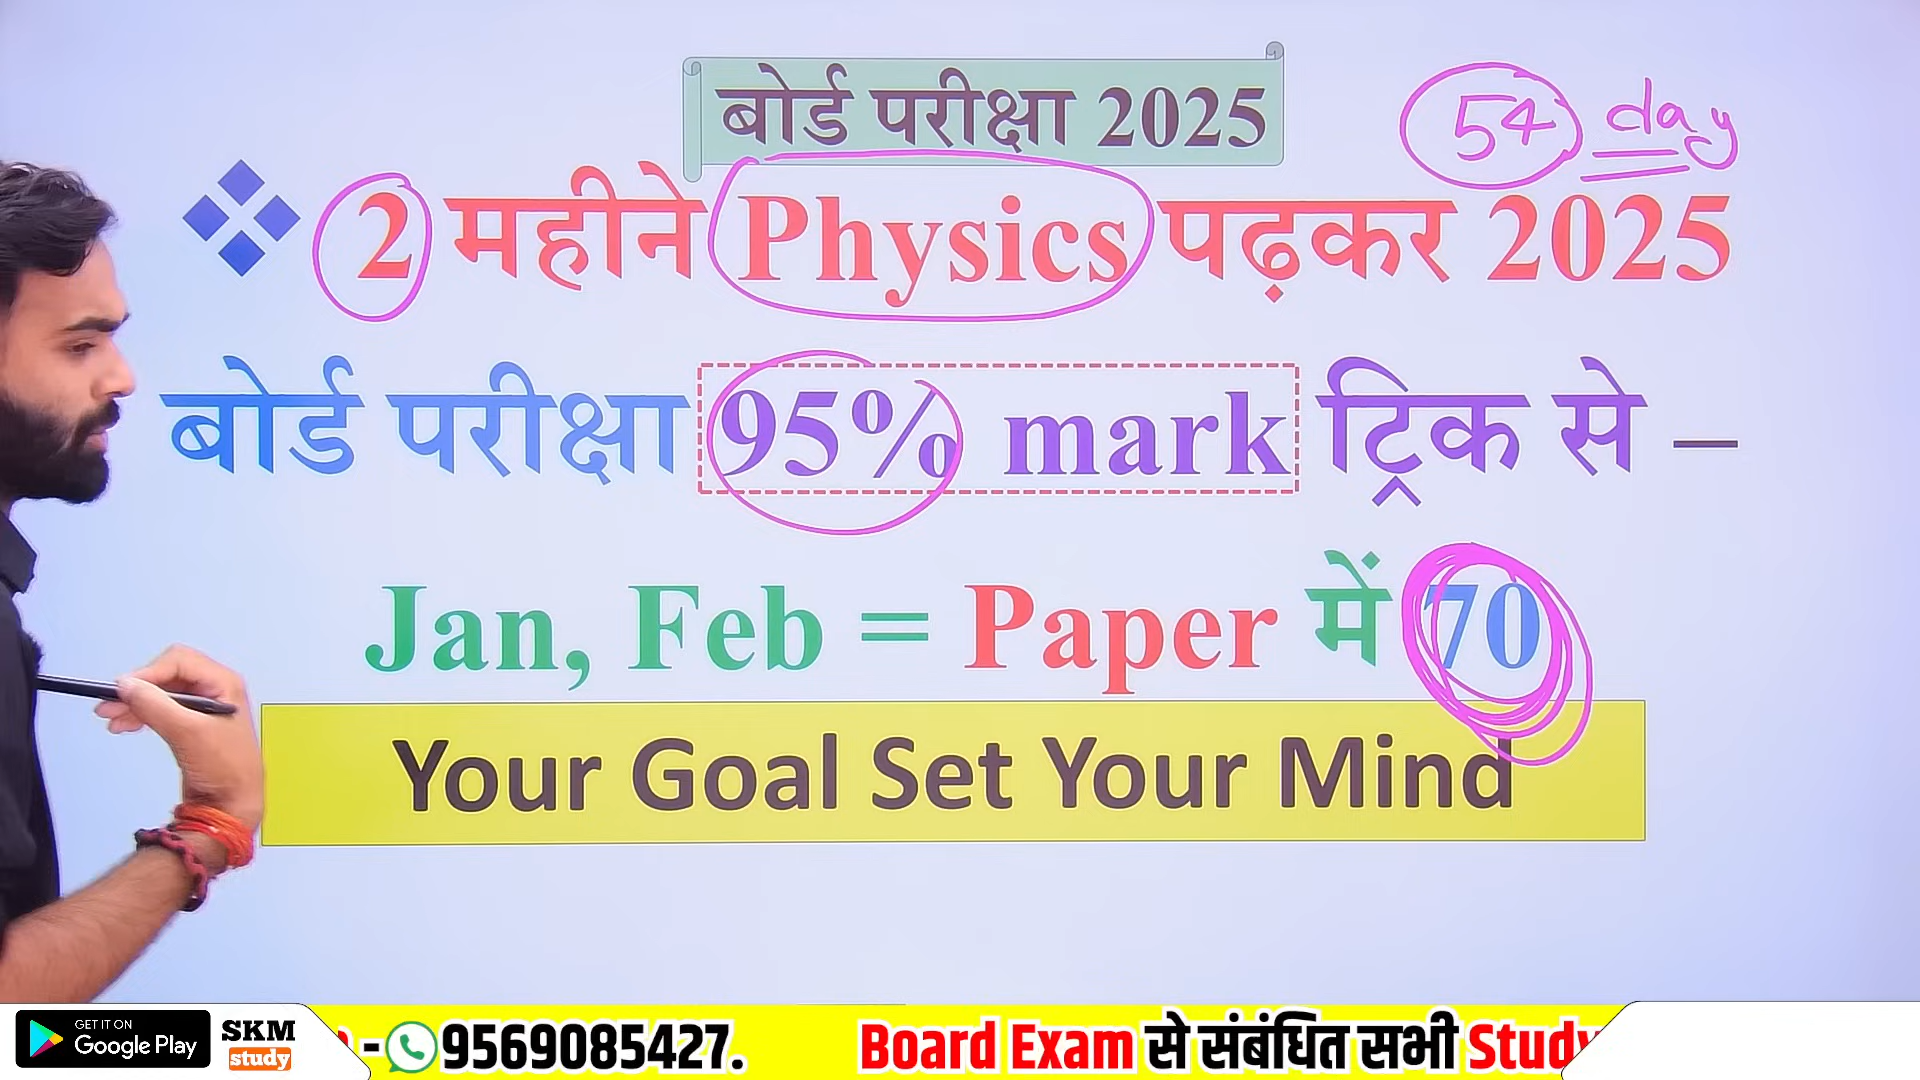 बोर्ड परीक्षा 2025
54 day
2 महीने Physics पढ़कर 2025
बोर्ड परीक्षा 95% mark ट्रिक से –
Jan, Feb = Paper में 70
Your Goal Set Your Mind
GET IT ON
Google Play
SKM
study
- 9569085427.
Board Exam से संबंधित सभी Study